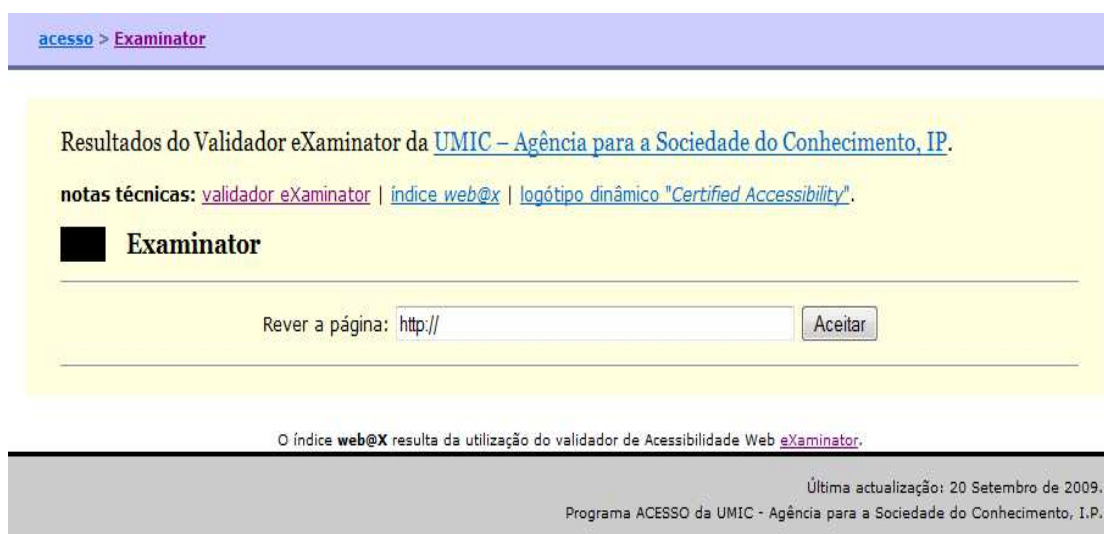 acesso > Examinator
Resultados do Validador eXaminator da UMIC – Agência para a Sociedade do Conhecimento, IP.
notas técnicas: validador eXaminator | índice web@x | logótipo dinâmico "Certified Accessibility".
Examinator
Rever a página: http:// Aceitar
O índice web@X resulta da utilização do validador de Acessibilidade Web eXaminator.
Última actualização: 20 Setembro de 2009.
Programa ACESSO da UMIC - Agência para a Sociedade do Conhecimento, I.P.